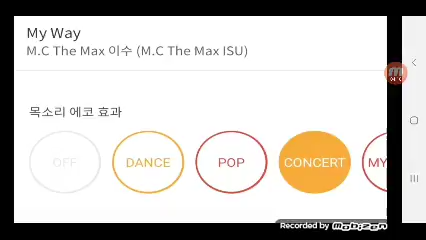 My Way
M.C The Max 이수 (M.C The Max ISU)
목소리 에코 효과
OFF
DANCE
POP
CONCERT
MY
Recorded by Mobizen